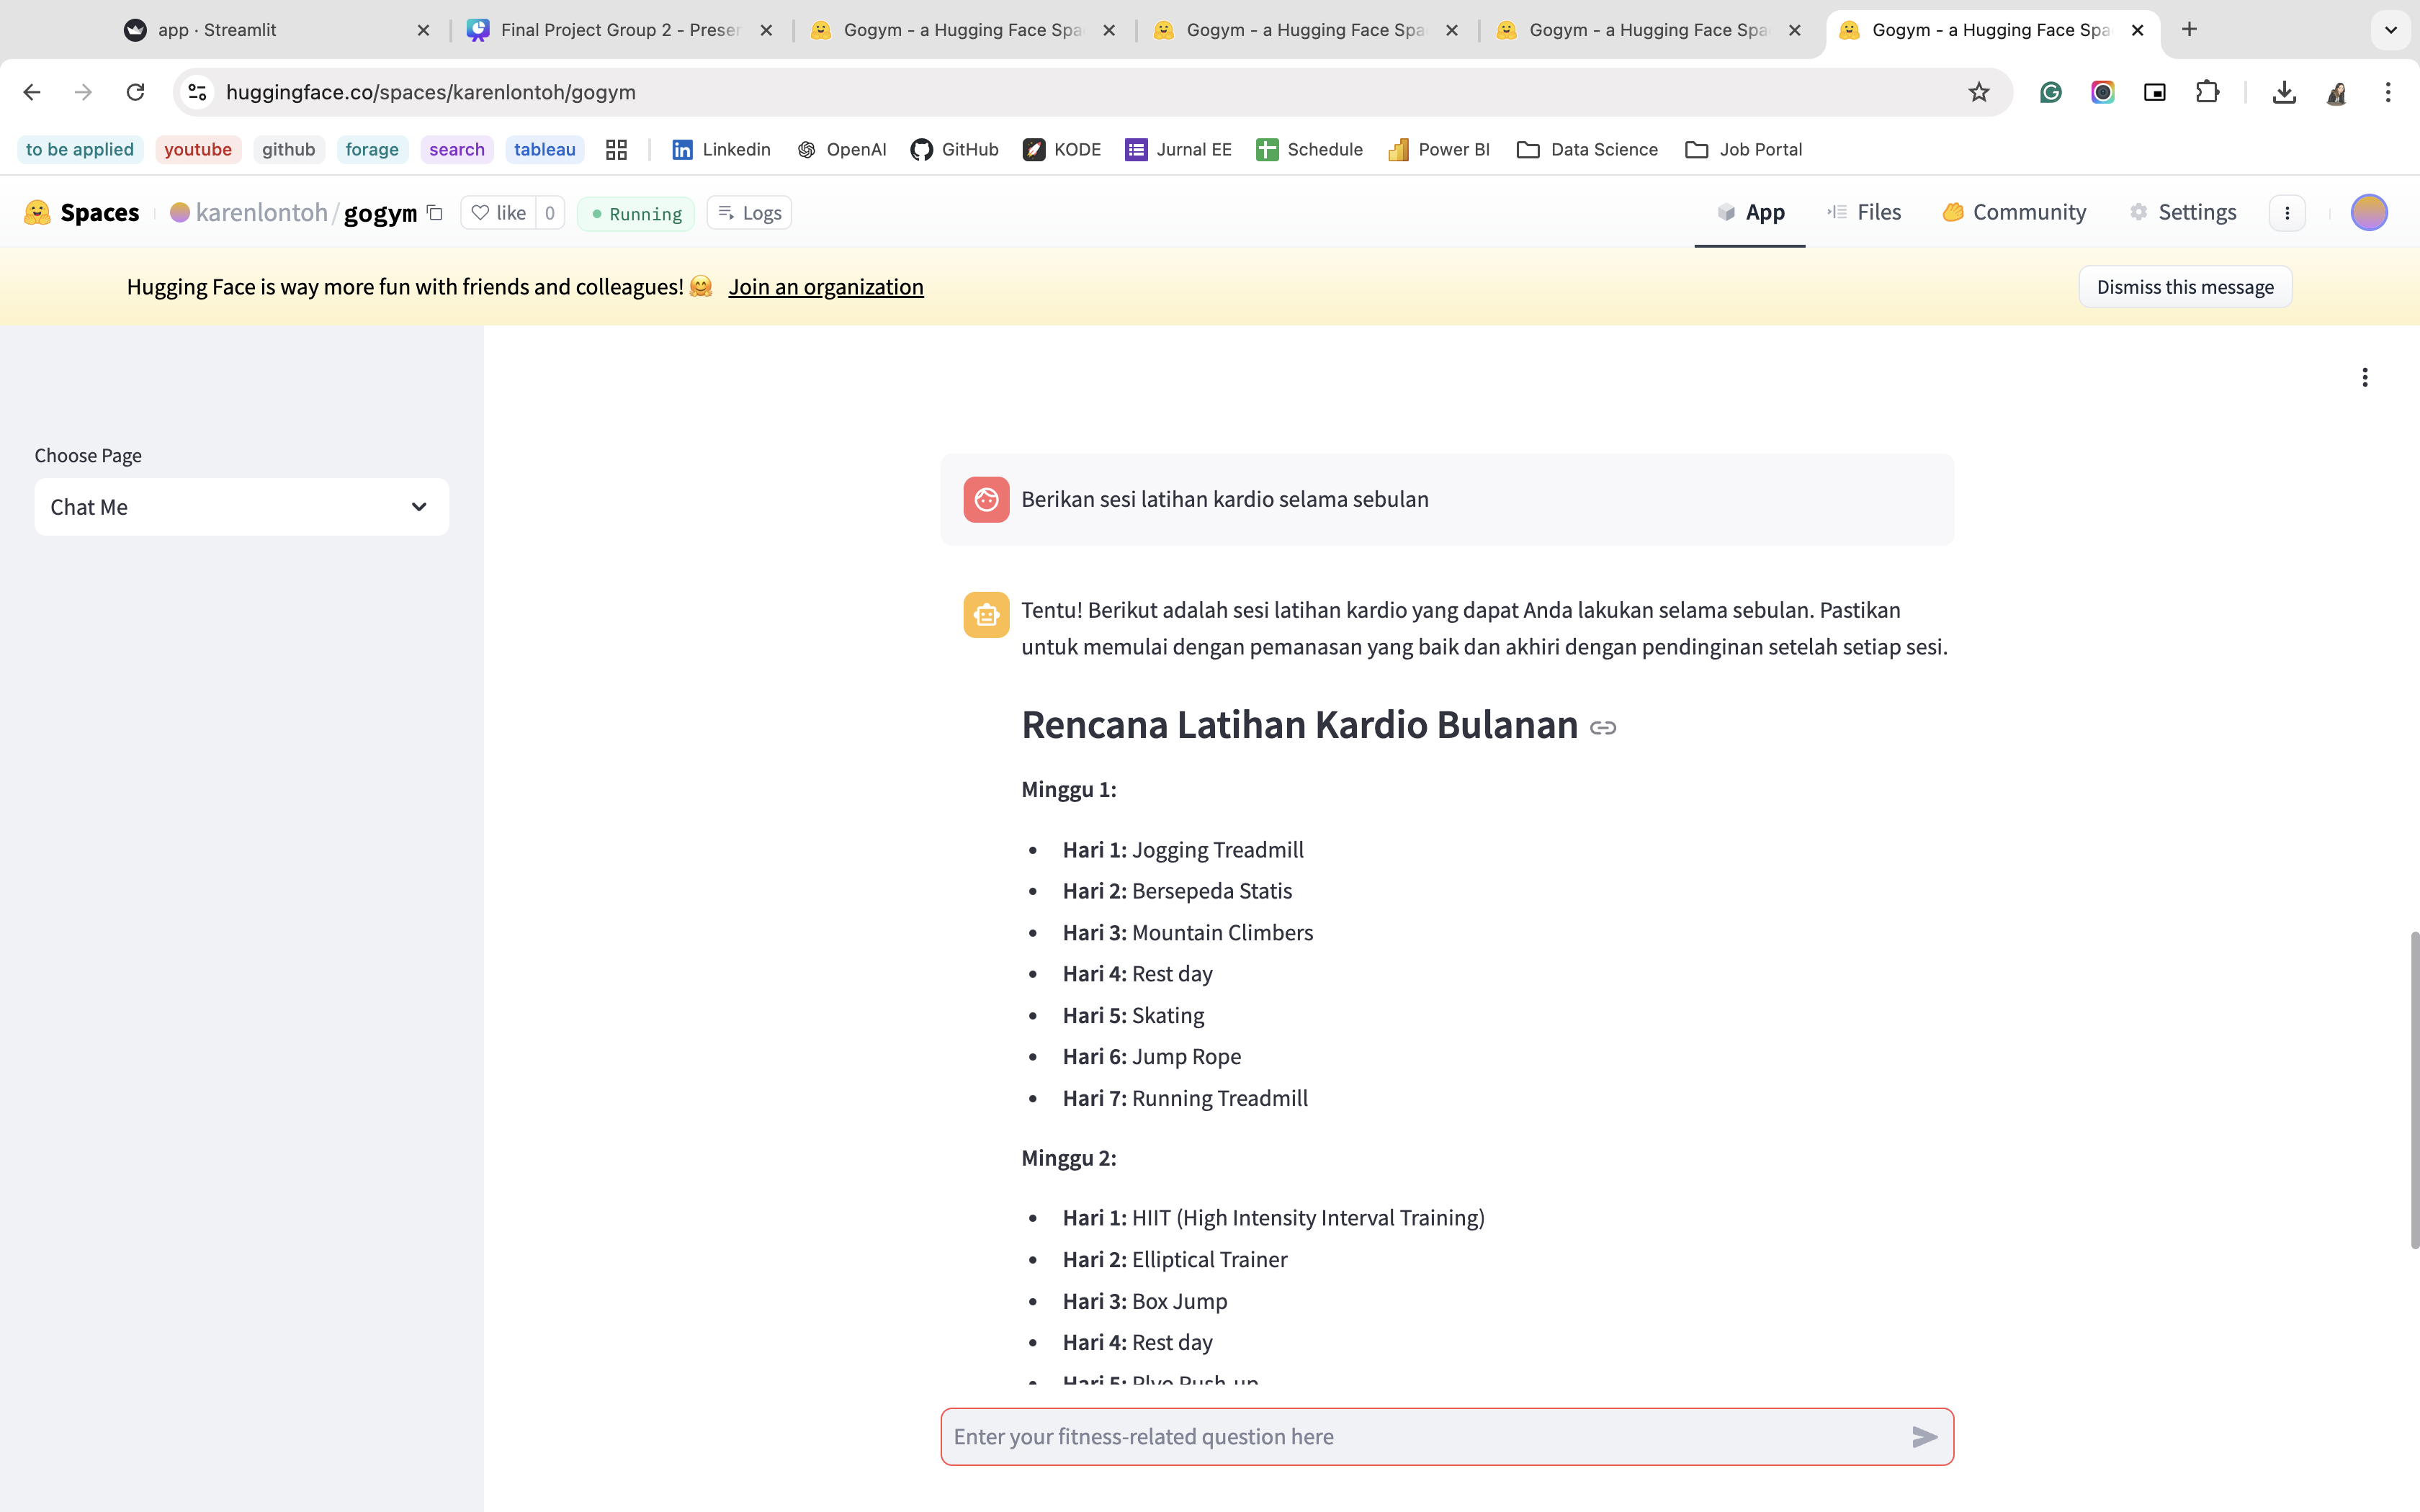 app · Streamlit
Final Project Group 2 - Preser
Gogym - a Hugging Face Spa
Gogym - a Hugging Face Spa
Gogym - a Hugging Face Spa
Gogym - a Hugging Face Spa
huggingface.co/spaces/karenlontoh/gogym
to be applied youtube github forage search tableau Linkedin OpenAI GitHub KODE Jurnal EE Schedule Power BI Data Science Job Portal
Spaces karenlontoh/gogym like 0 Running Logs App Files Community Settings
Hugging Face is way more fun with friends and colleagues! 🤗 Join an organization Dismiss this message
Choose Page
Chat Me
Berikan sesi latihan kardio selama sebulan
Tentu! Berikut adalah sesi latihan kardio yang dapat Anda lakukan selama sebulan. Pastikan
untuk memulai dengan pemanasan yang baik dan akhiri dengan pendinginan setelah setiap sesi.
Rencana Latihan Kardio Bulanan
Minggu 1:
• Hari 1: Jogging Treadmill
• Hari 2: Bersepeda Statis
• Hari 3: Mountain Climbers
• Hari 4: Rest day
• Hari 5: Skating
• Hari 6: Jump Rope
• Hari 7: Running Treadmill
Minggu 2:
• Hari 1: HIIT (High Intensity Interval Training)
• Hari 2: Elliptical Trainer
• Hari 3: Box Jump
• Hari 4: Rest day
• Hari 5: Plyo Push-up
Enter your fitness-related question here